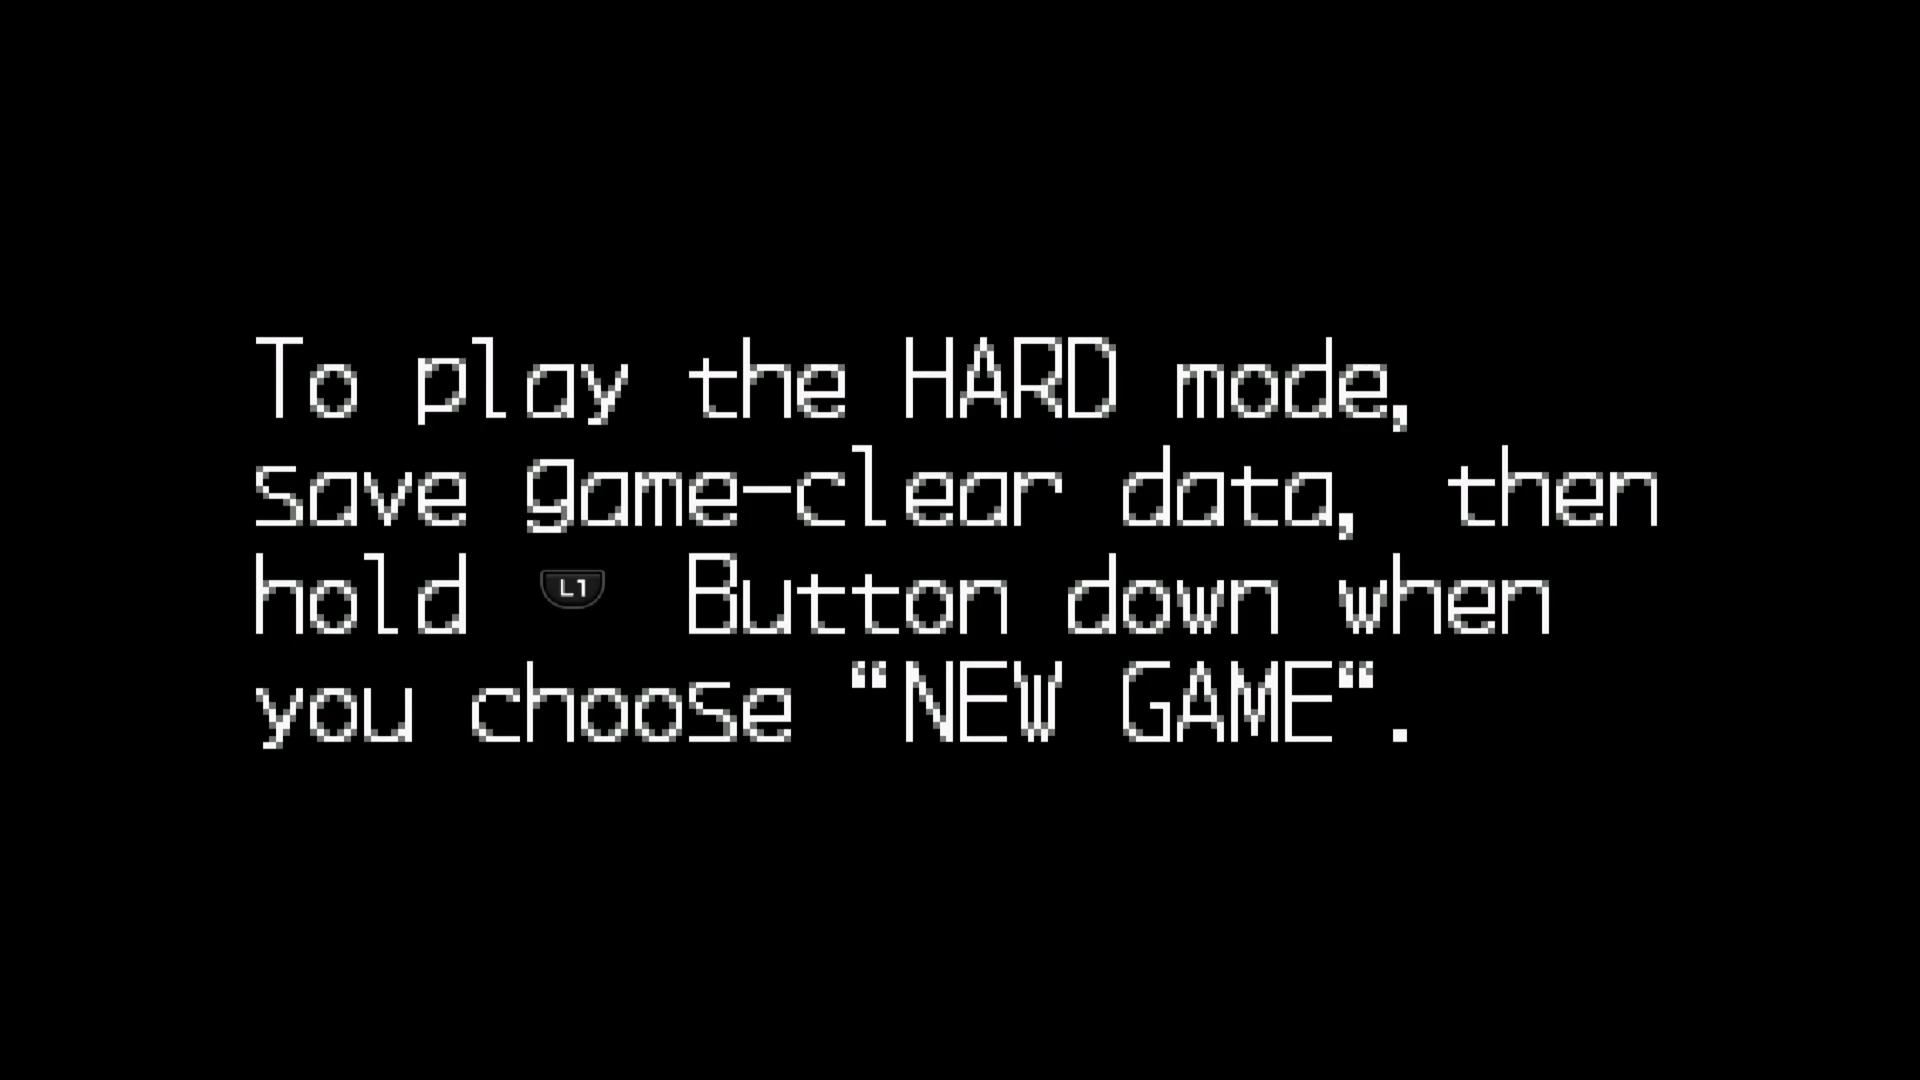 To play the HARD mode,
save game-clear data, then
hold L1 Button down when
you choose "NEW GAME".